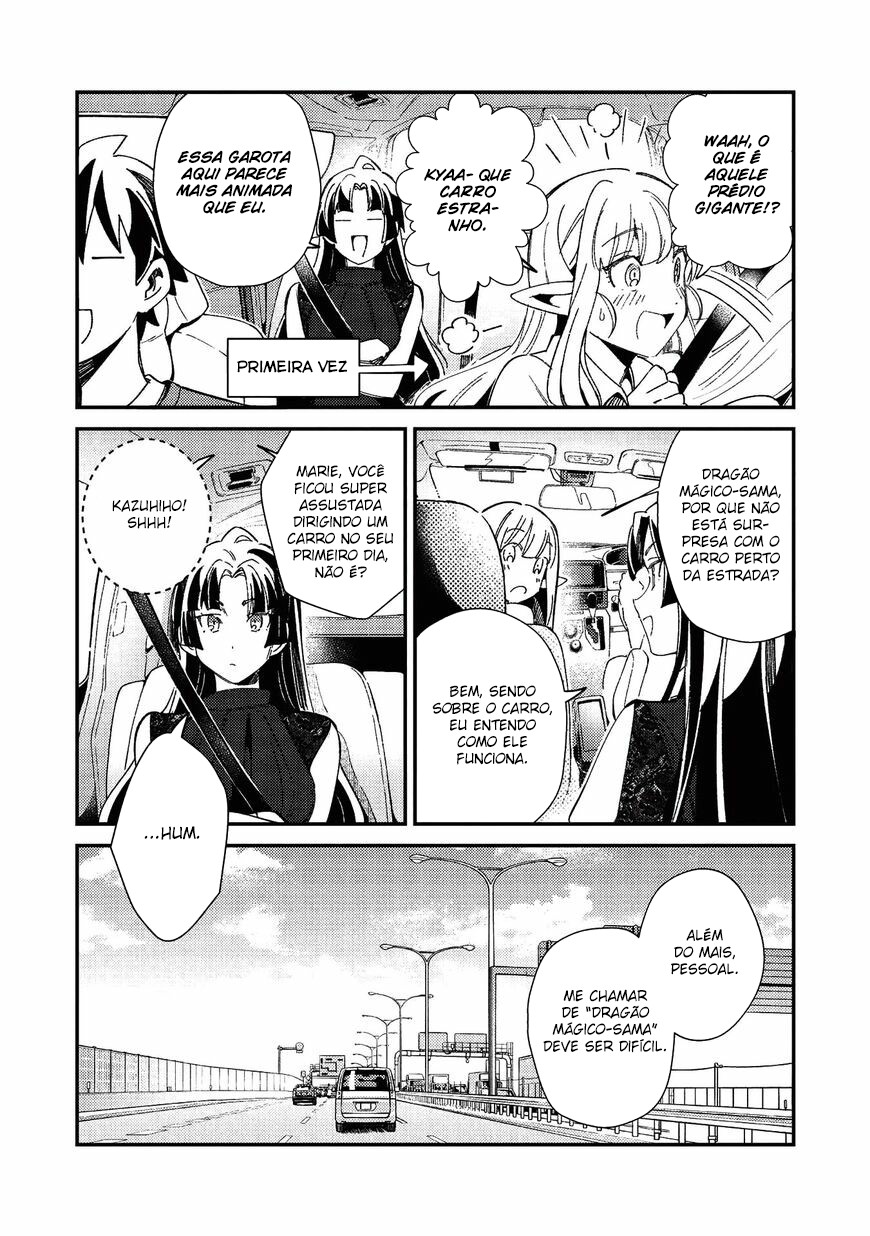 WAAH, O
QUE É
AQUELE
PRÉDIO
GIGANTE!?
KYAA- QUE
CARRO
ESTRA-
NHO.
ESSA GAROTA
AQUI PARECE
MAIS ANIMADA
QUE EU.
PRIMEIRA VEZ
DRAGÃO
MÁGICO-SAMA,
POR QUE NÃO
ESTÁ SUR-
PRESA COM O
CARRO PERTO
DA ESTRADA?
BEM, SENDO
SOBRE O CARRO,
EU ENTENDO
COMO ELE
FUNCIONA.
MARIE, VOCÊ
FICOU SUPER
ASSUSTADA
DIRIGINDO UM
CARRO NO SEU
PRIMEIRO DIA,
NÃO É?
KAZUHIHO!
SHHH!
...HUM.
ALÉM
DO MAIS,
PESSOAL.
ME CHAMAR
DE "DRAGÃO
MÁGICO-SAMA"
DEVE SER DIFÍCIL.